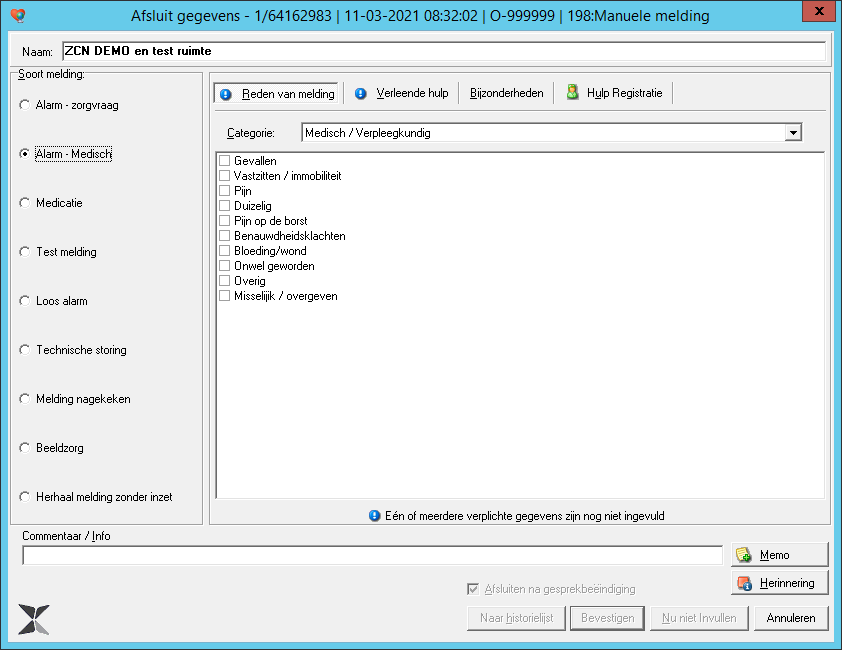 Afsluit gegevens - 1/64162983 | 11-03-2021 08:32:02 | O-999999 | 198:Manuele melding
x
Naam: ZCN DEMO en test ruimte
Soort melding:
Alarm - zorgvraag
Alarm - Medisch
Medicatie
Test melding
Loos alarm
Technische storing
Melding nagekeken
Beeldzorg
Herhaal melding zonder inzet
Reden van melding Verleende hulp Bijzonderheden Hulp Registratie
Categorie: Medisch / Verpleegkundig
Gevallen
Vastzitten / immobiliteit
Pijn
Duizelig
Pijn op de borst
Benauwdheidsklachten
Bloeding/wond
Onwel geworden
Overig
Misselijik / overgeven
Eén of meerdere verplichte gegevens zijn nog niet ingevuld
Commentaar / Info
Memo
Herinnering
Afsluiten na gesprekbeëindiging
Naar historielijst Bevestigen Nu niet Invullen Annuleren